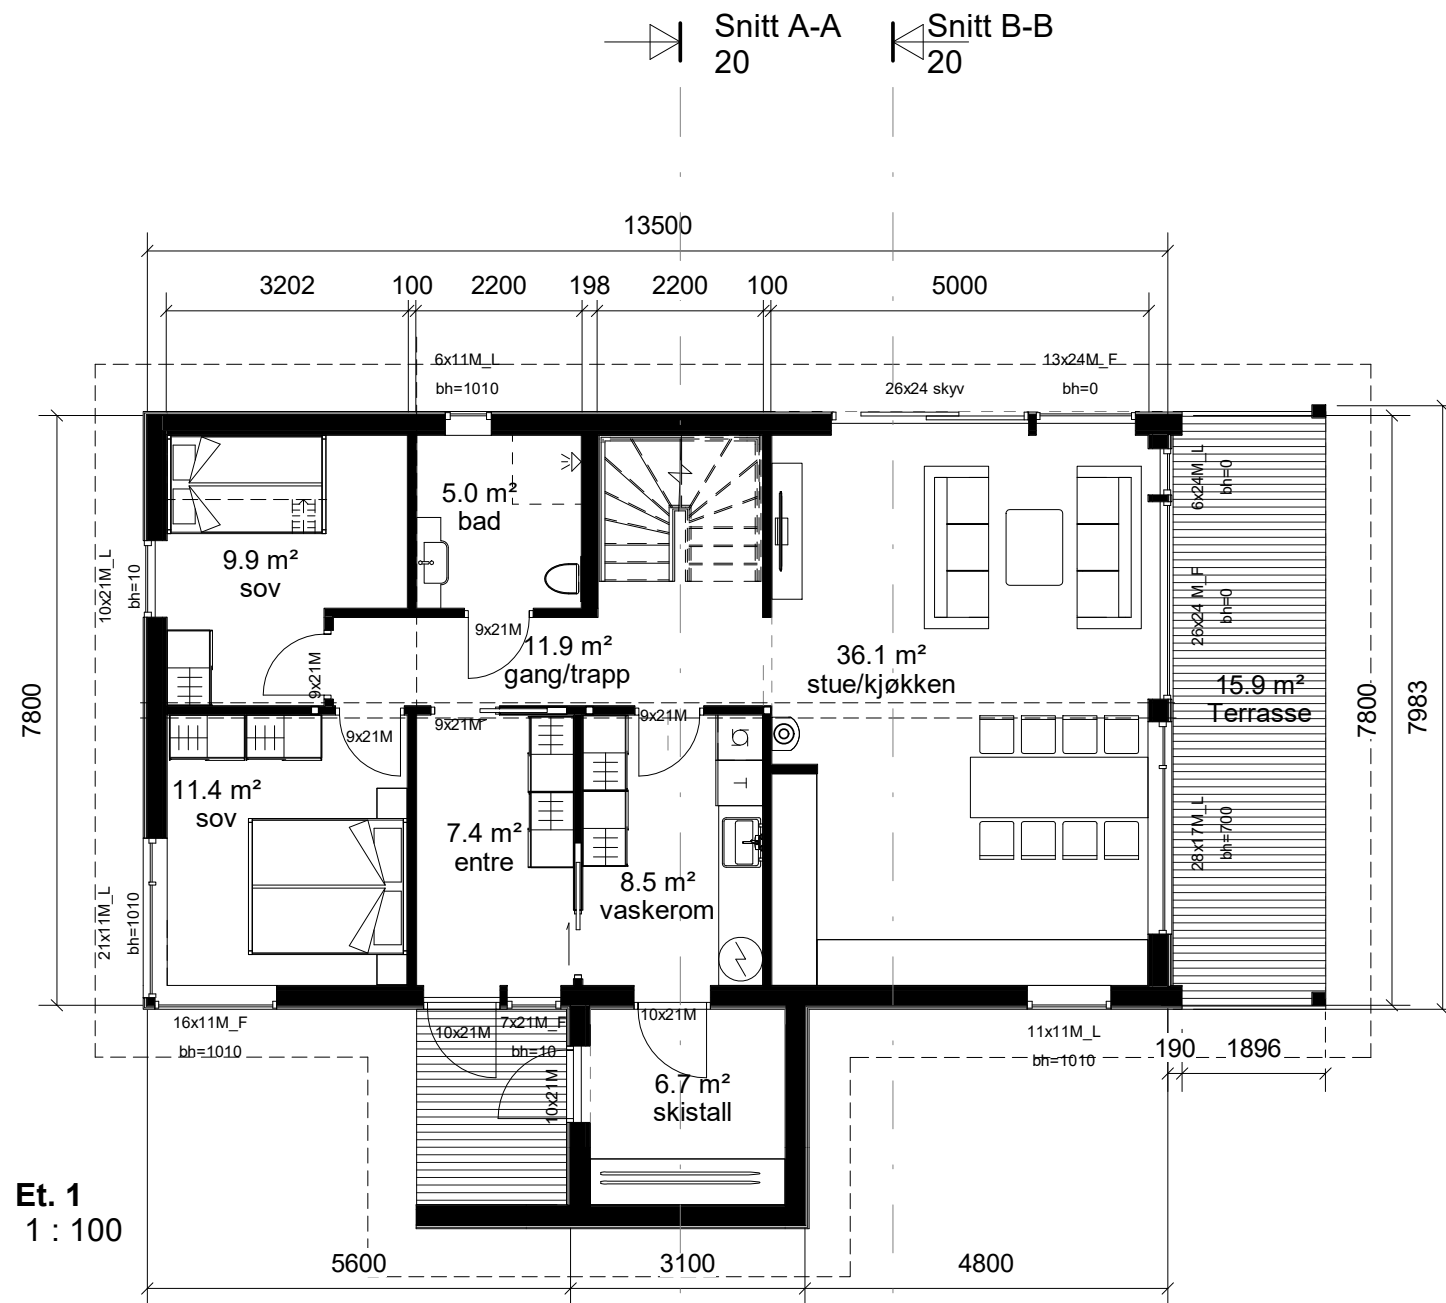 Snitt A-A
20
Snitt B-B
20
13500
3202
100
2200
198
2200
100
5000
6x11M_L
bh=1010
26x24 skyv
13x24M_F
bh=0
10x21M_L
bh=10
9.9 m²
sov
5.0 m²
bad
6x24M_L
bh=0
26x24 M_F
bh=0
9x21M
9x21M
11.9 m²
gang/trapp
36.1 m²
stue/kjøkken
15.9 m²
Terrasse
7800
7800
7983
9x21M
9x21M
9x21M
11.4 m²
sov
T
7.4 m²
entre
8.5 m²
vaskerom
28x17M_L
bh=700
21x11M_L
bh=1010
16x11M_F
bh=1010
10x21M
7x21M_F
bh=10
10x21M
10x21M
11x11M_L
bh=1010
190
1896
6.7 m²
skistall
Et. 1
1 : 100
5600
3100
4800